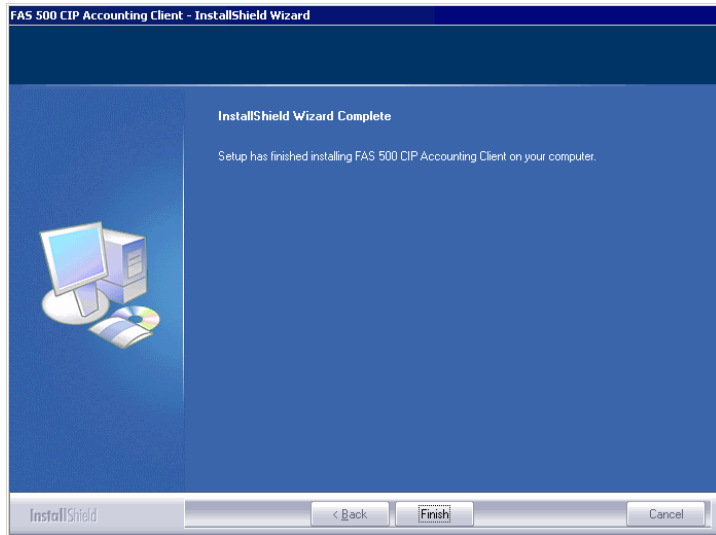 FAS 500 CIP Accounting Client - InstallShield Wizard
InstallShield Wizard Complete
Setup has finished installing FAS 500 CIP Accounting Client on your computer.
InstallShield
< Back
Finish
Cancel